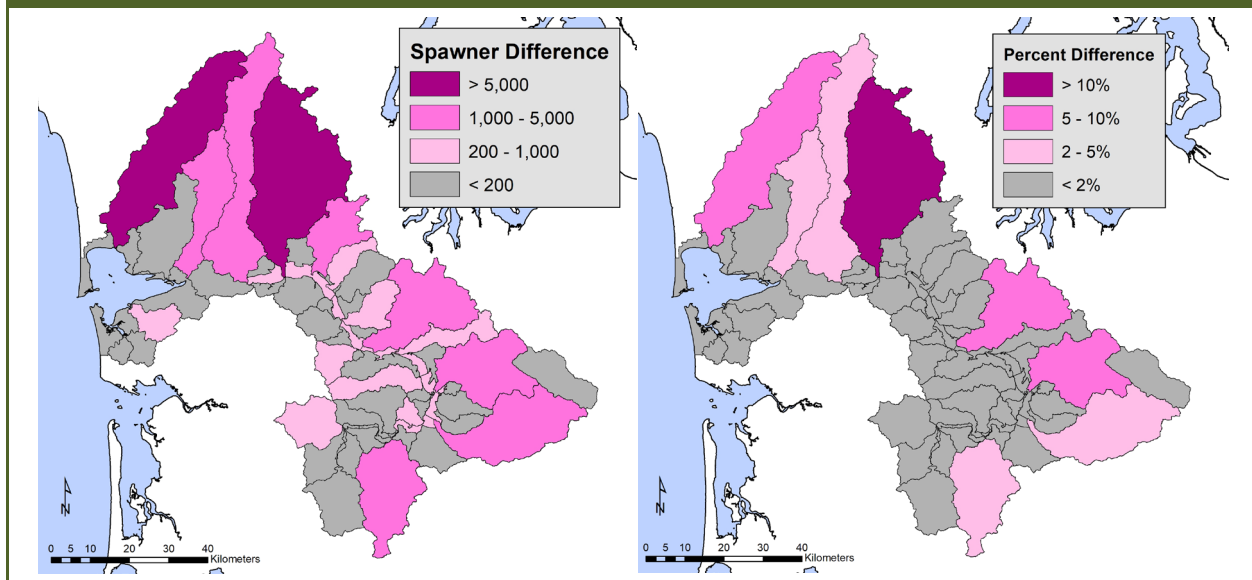 Spawner Difference
> 5,000
1,000 - 5,000
200 - 1,000
< 200
N
0 5 10 20 30 40
Kilometers
Percent Difference
> 10%
5 - 10%
2 - 5%
< 2%
N
0 5 10 20 30 40
Kilometers